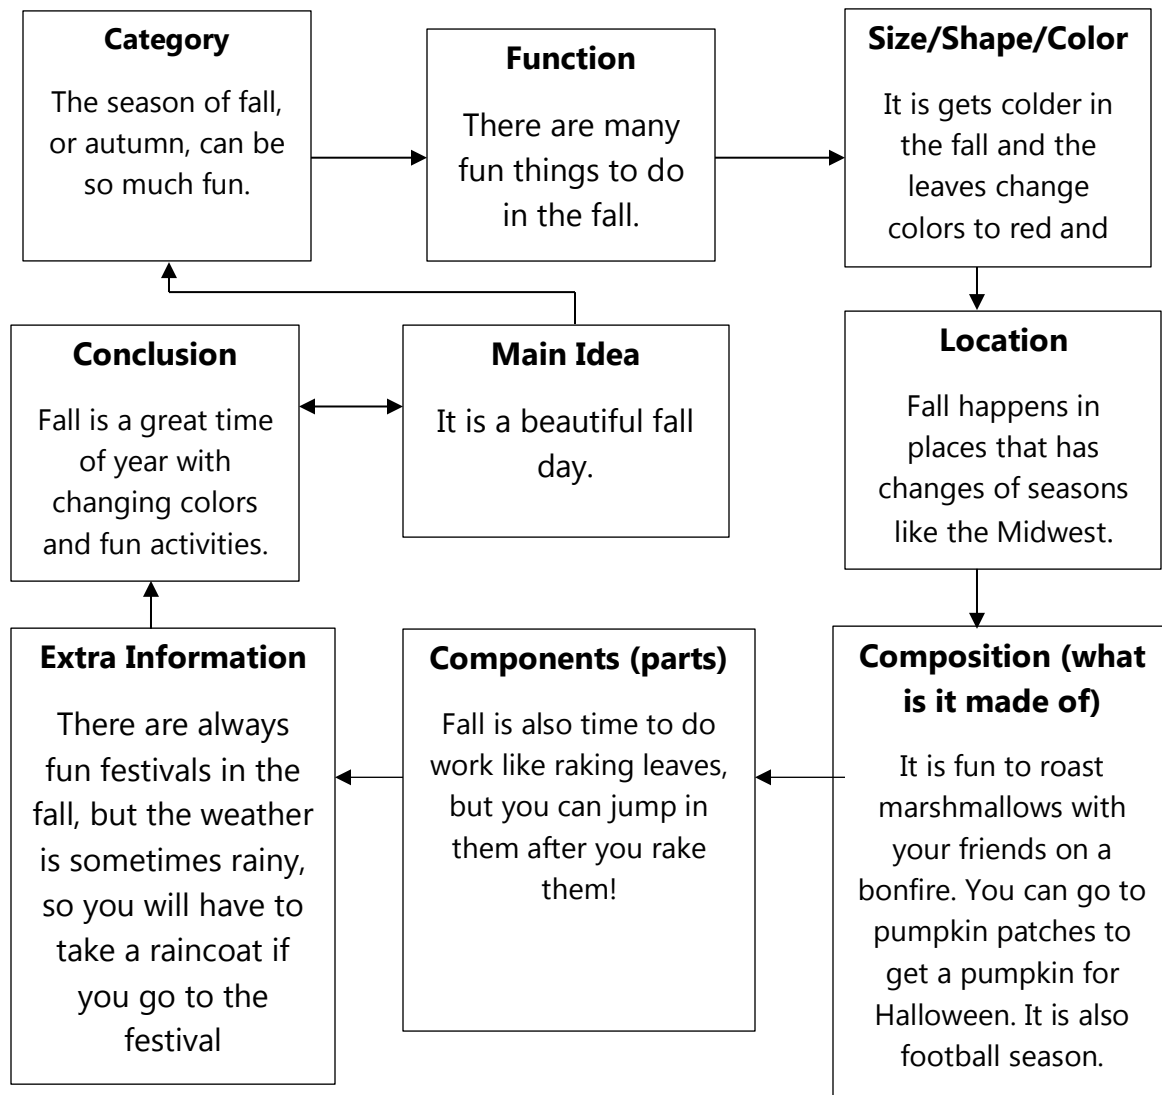 Category
The season of fall,
or autumn, can be
so much fun.
Function
There are many
fun things to do
in the fall.
Size/Shape/Color
It is gets colder in
the fall and the
leaves change
colors to red and
Conclusion
Fall is a great time
of year with
changing colors
and fun activities.
Main Idea
It is a beautiful fall
day.
Location
Fall happens in
places that has
changes of seasons
like the Midwest.
Extra Information
There are always
fun festivals in the
fall, but the weather
is sometimes rainy,
so you will have to
take a raincoat if
you go to the
festival
Components (parts)
Fall is also time to do
work like raking leaves,
but you can jump in
them after you rake
them!
Composition (what
is it made of)
It is fun to roast
marshmallows with
your friends on a
bonfire. You can go to
pumpkin patches to
get a pumpkin for
Halloween. It is also
football season.